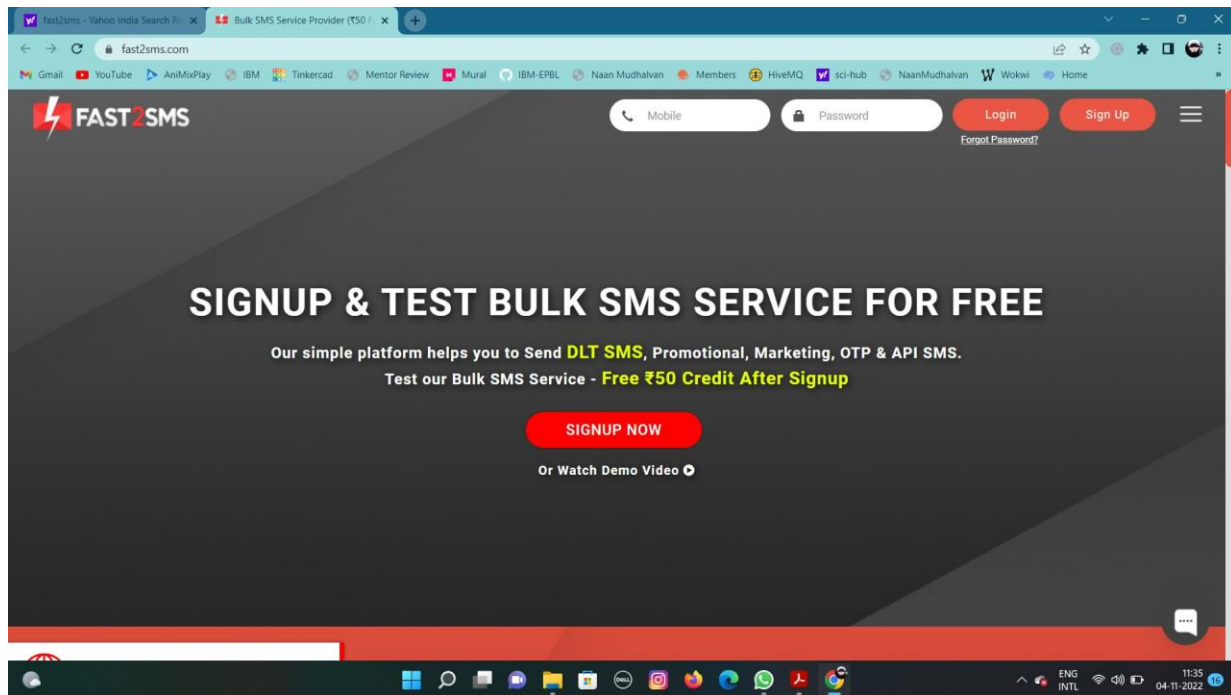 fast2sms - Yahoo India Search R
Bulk SMS Service Provider (₹50 F
fast2sms.com
Gmail YouTube AniMixPlay IBM Tinkercad Mentor Review Mural IBM-EPBL Naan Mudhalvan Members HiveMQ sci-hub NaanMudhalvan Wokwi Home »
FAST2SMS
Mobile Password Login Sign Up
Forgot Password?
SIGNUP & TEST BULK SMS SERVICE FOR FREE
Our simple platform helps you to Send DLT SMS, Promotional, Marketing, OTP & API SMS.
Test our Bulk SMS Service - Free ₹50 Credit After Signup
SIGNUP NOW
Or Watch Demo Video
DELL
ENG 11:35
INTL 04-11-2022 16